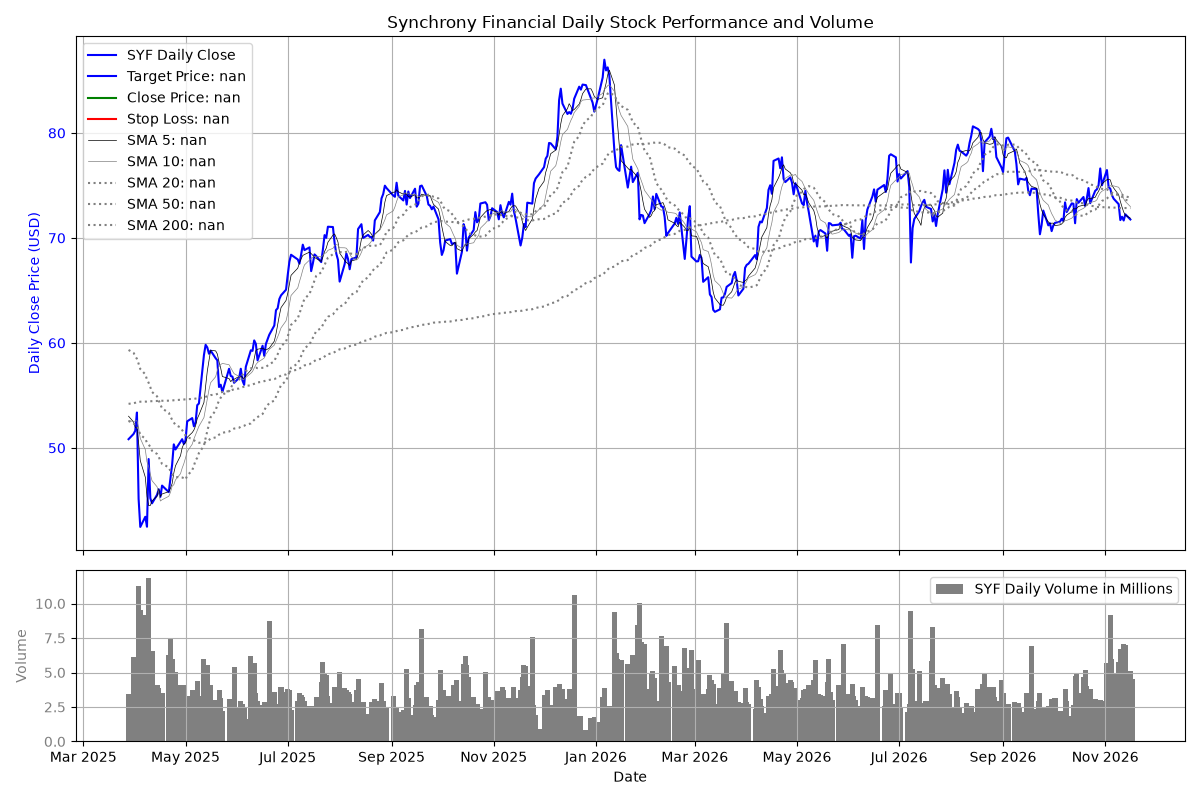 Synchrony Financial Daily Stock Performance and Volume
SYF Daily Close
Target Price: nan
Close Price: nan
Stop Loss: nan
SMA 5: nan
SMA 10: nan
SMA 20: nan
SMA 50: nan
SMA 200: nan
Daily Close Price (USD)
80
70
60
50
SYF Daily Volume in Millions
Volume
10.0
7.5
5.0
2.5
0.0
Mar 2025 May 2025 Jul 2025 Sep 2025 Nov 2025 Jan 2026 Mar 2026 May 2026 Jul 2026 Sep 2026 Nov 2026
Date